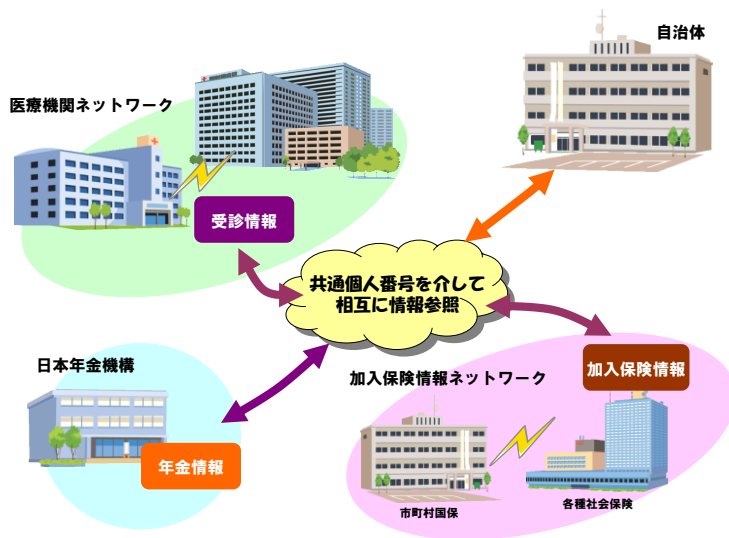 自治体
医療機関ネットワーク
受診情報
共通個人番号を介して
相互に情報参照
日本年金機構
年金情報
加入保険情報ネットワーク
加入保険情報
市町村国保
各種社会保険